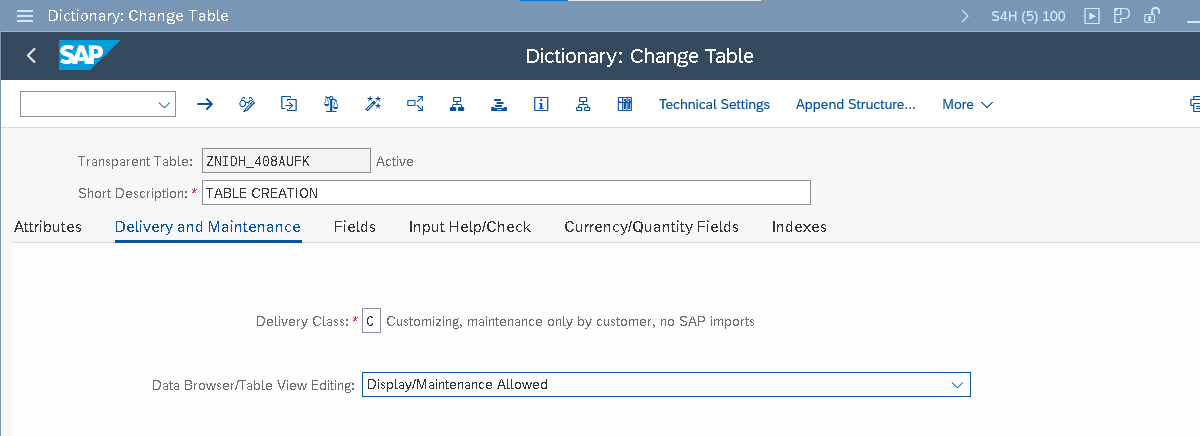 Dictionary: Change Table S4H (5) 100
SAP Dictionary: Change Table
Technical Settings Append Structure... More
Transparent Table: ZNIDH_408AUFK Active
Short Description: * TABLE CREATION
Attributes Delivery and Maintenance Fields Input Help/Check Currency/Quantity Fields Indexes
Delivery Class: * C Customizing, maintenance only by customer, no SAP imports
Data Browser/Table View Editing: Display/Maintenance Allowed